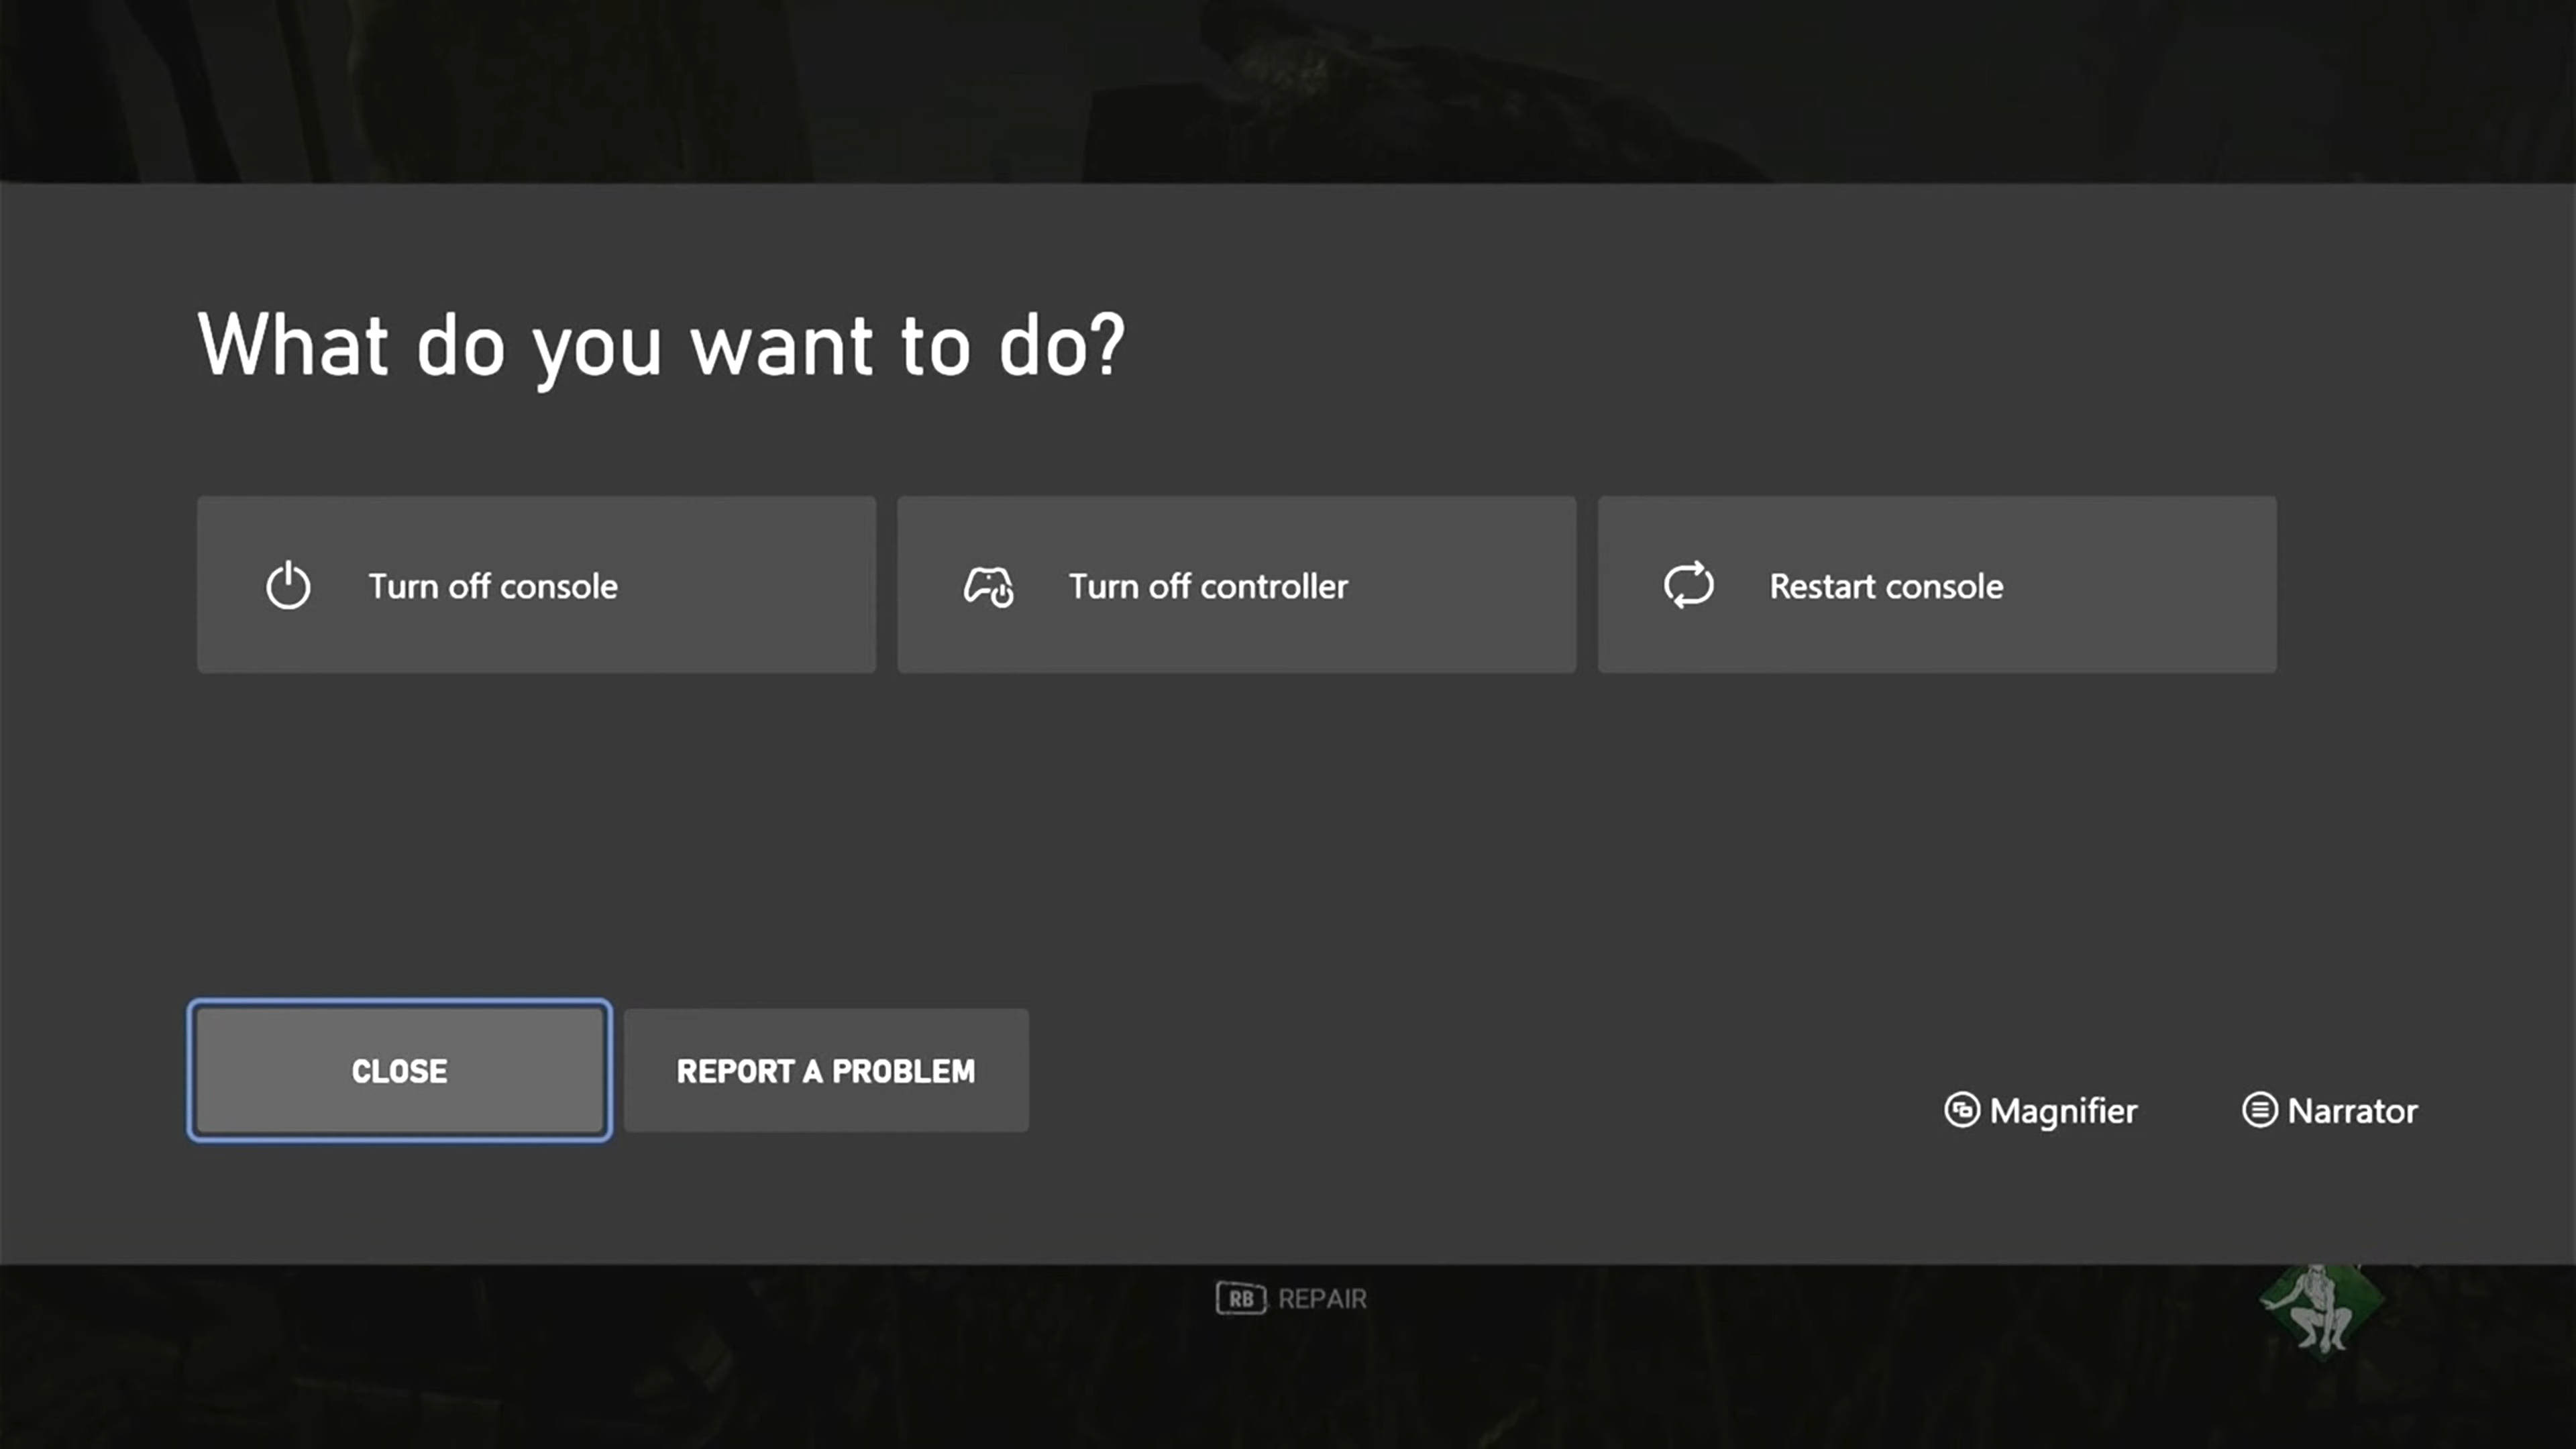 What do you want to do?
Turn off console
Turn off controller
Restart console
CLOSE
REPORT A PROBLEM
Magnifier
Narrator
RB REPAIR